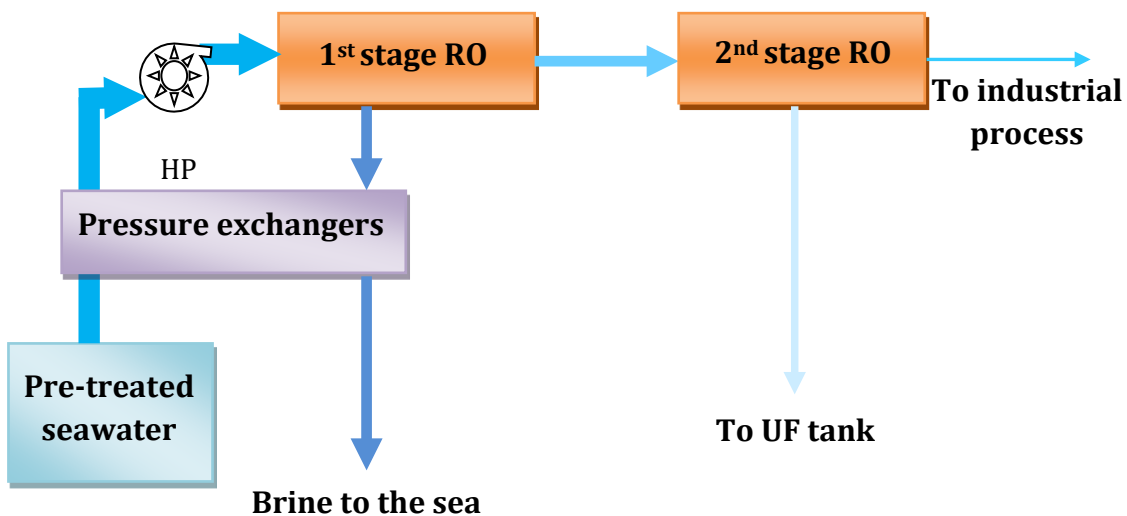 1st stage RO
2nd stage RO
To industrial
process
HP
Pressure exchangers
Pre-treated
seawater
To UF tank
Brine to the sea